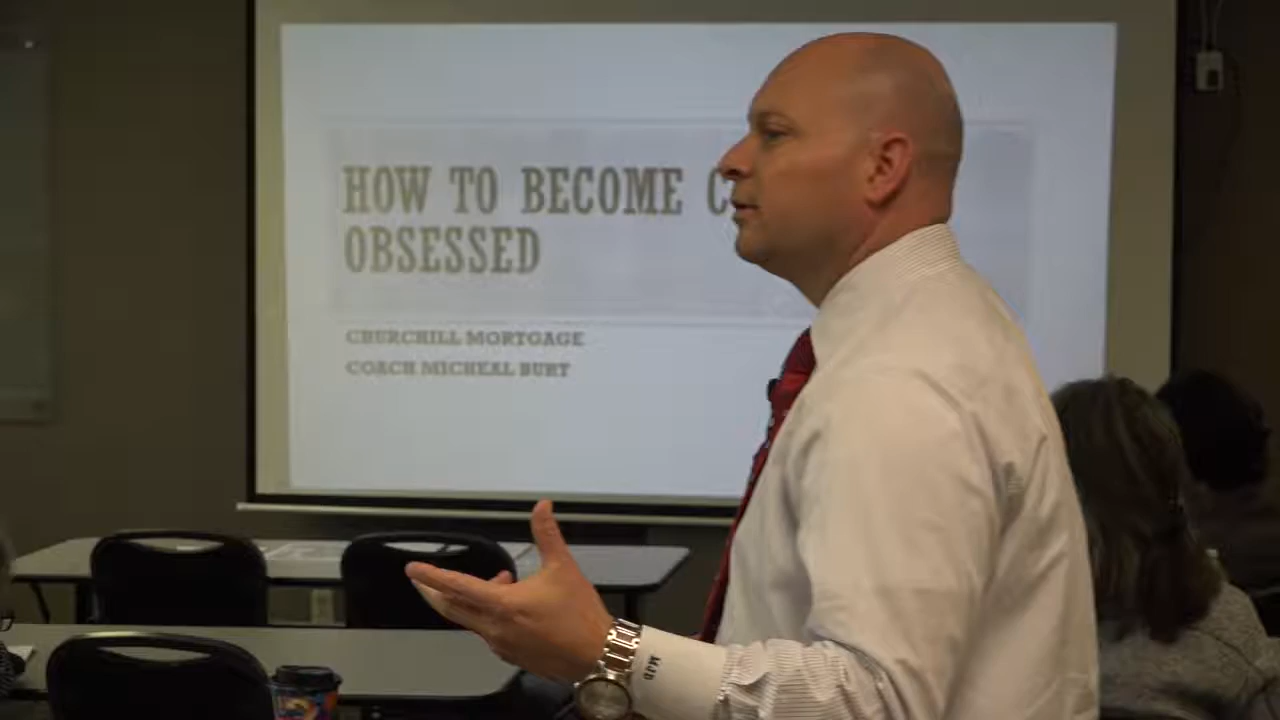 HOW TO BECOME C
OBSESSED
CHURCHILL MORTGAGE
COACH MICHEAL BURT